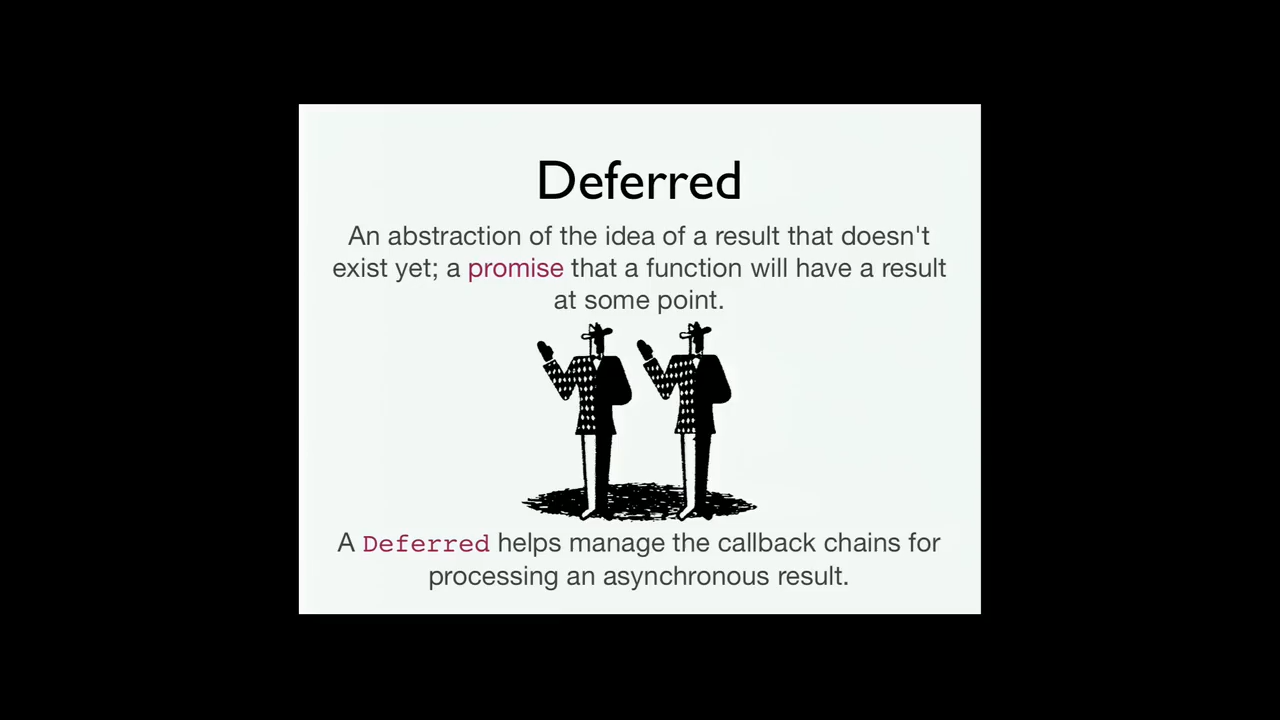 Deferred
An abstraction of the idea of a result that doesn't
exist yet; a promise that a function will have a result
at some point.
A Deferred helps manage the callback chains for
processing an asynchronous result.